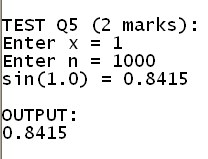 TEST Q5 (2 marks):
Enter x = 1
Enter n = 1000
sin(1.0) = 0.8415
OUTPUT:
0.8415